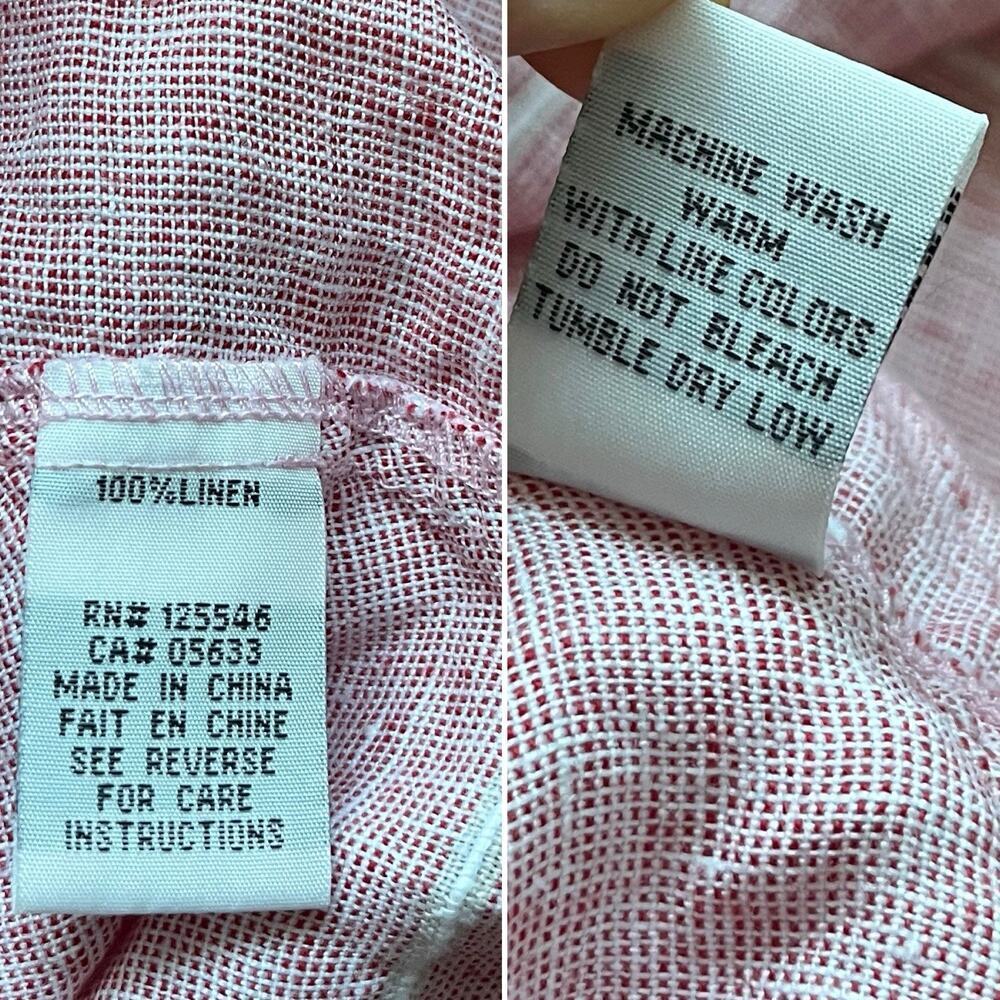 100%LINEN
RN# 125546
CA# 05633
MADE IN CHINA
FAIT EN CHINE
SEE REVERSE
FOR CARE
INSTRUCTIONS
MACHINE WASH
WARM
WITH LIKE COLORS
DO NOT BLEACH
TUMBLE DRY LOW